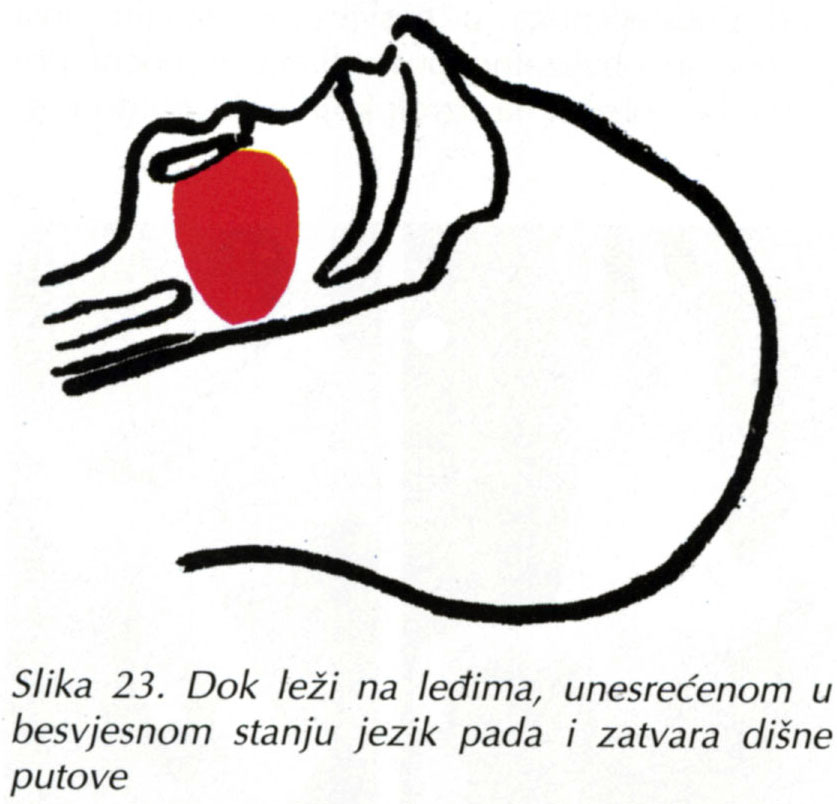 Slika 23. Dok leži na leđima, unesrećenom u
besvjesnom stanju jezik pada i zatvara dišne
putove